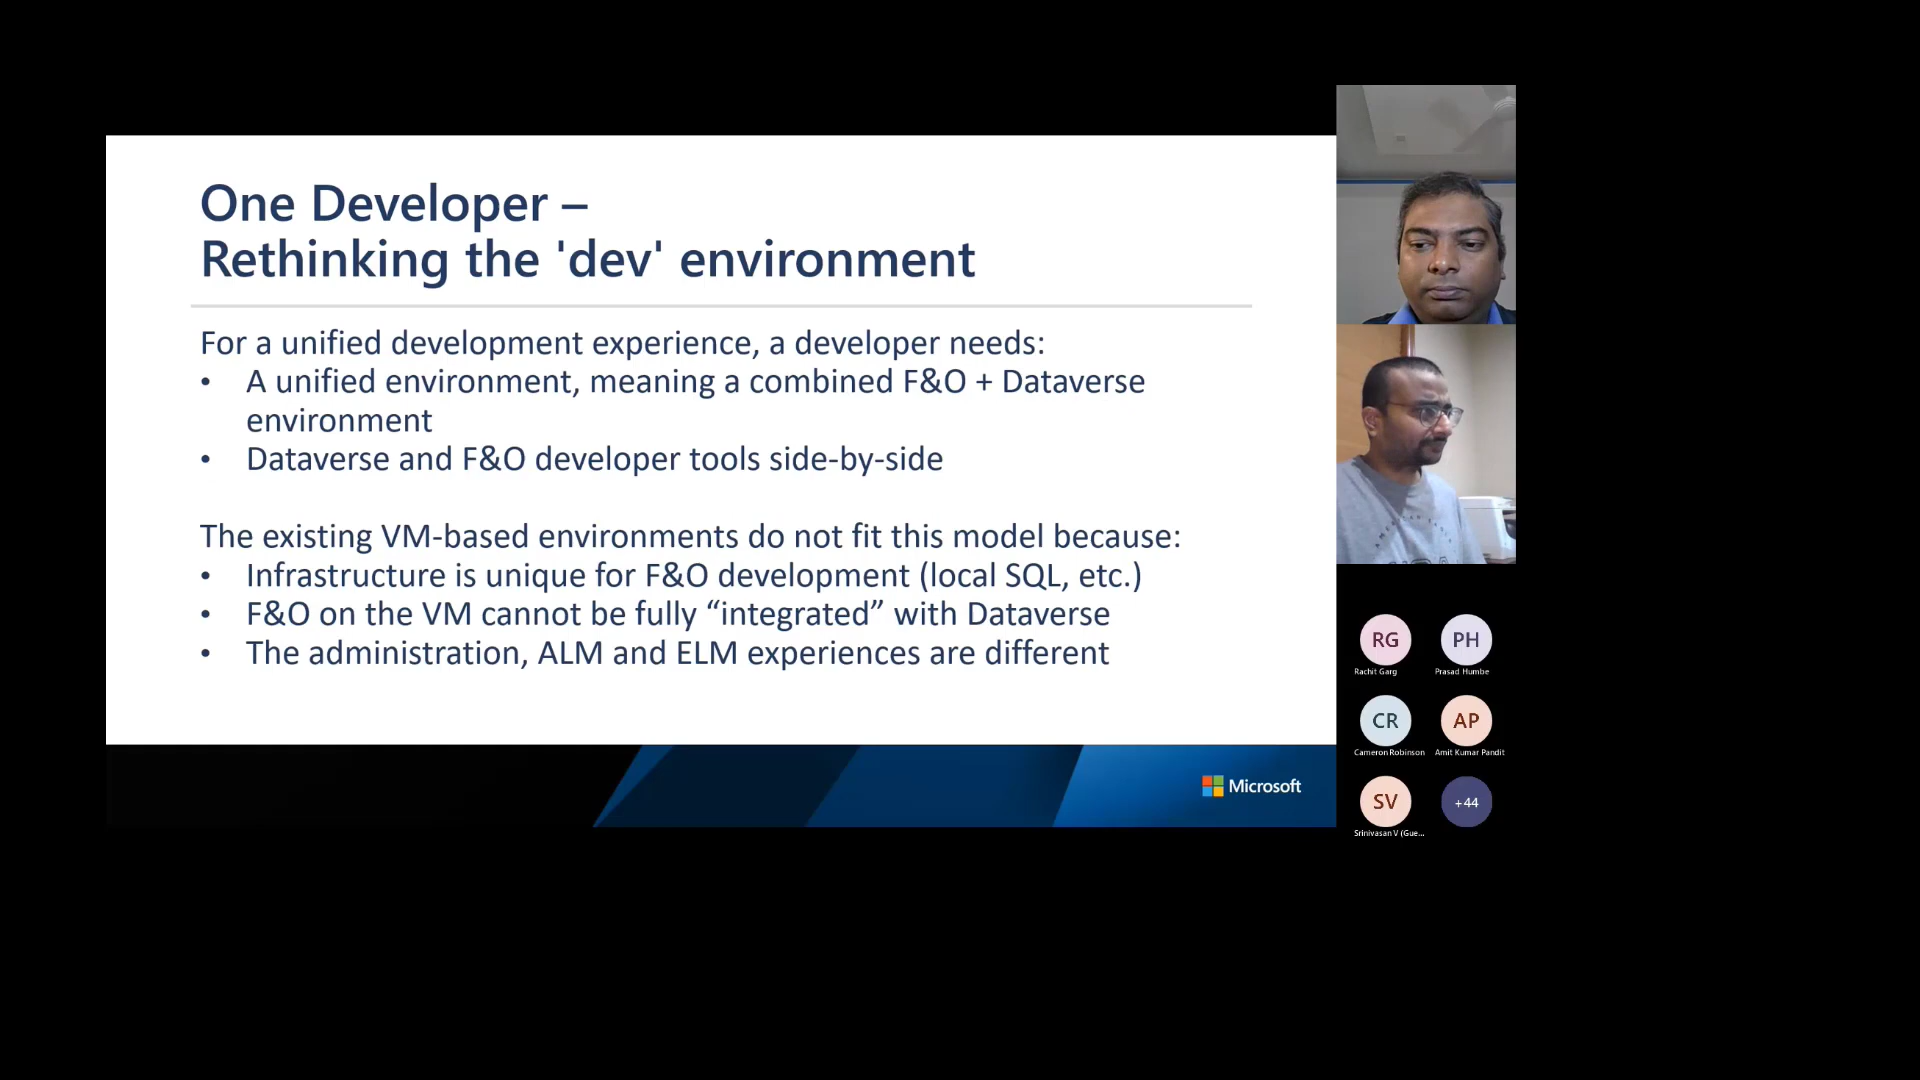 One Developer –
Rethinking the 'dev' environment
For a unified development experience, a developer needs:
• A unified environment, meaning a combined F&O + Dataverse
environment
• Dataverse and F&O developer tools side-by-side
The existing VM-based environments do not fit this model because:
• Infrastructure is unique for F&O development (local SQL, etc.)
• F&O on the VM cannot be fully “integrated” with Dataverse
• The administration, ALM and ELM experiences are different
Microsoft
RG PH
Rachit Garg Prasad Humbe
CR AP
Cameron Robinson Amit Kumar Pandit
SV +44
Srinivasan V (Gue...